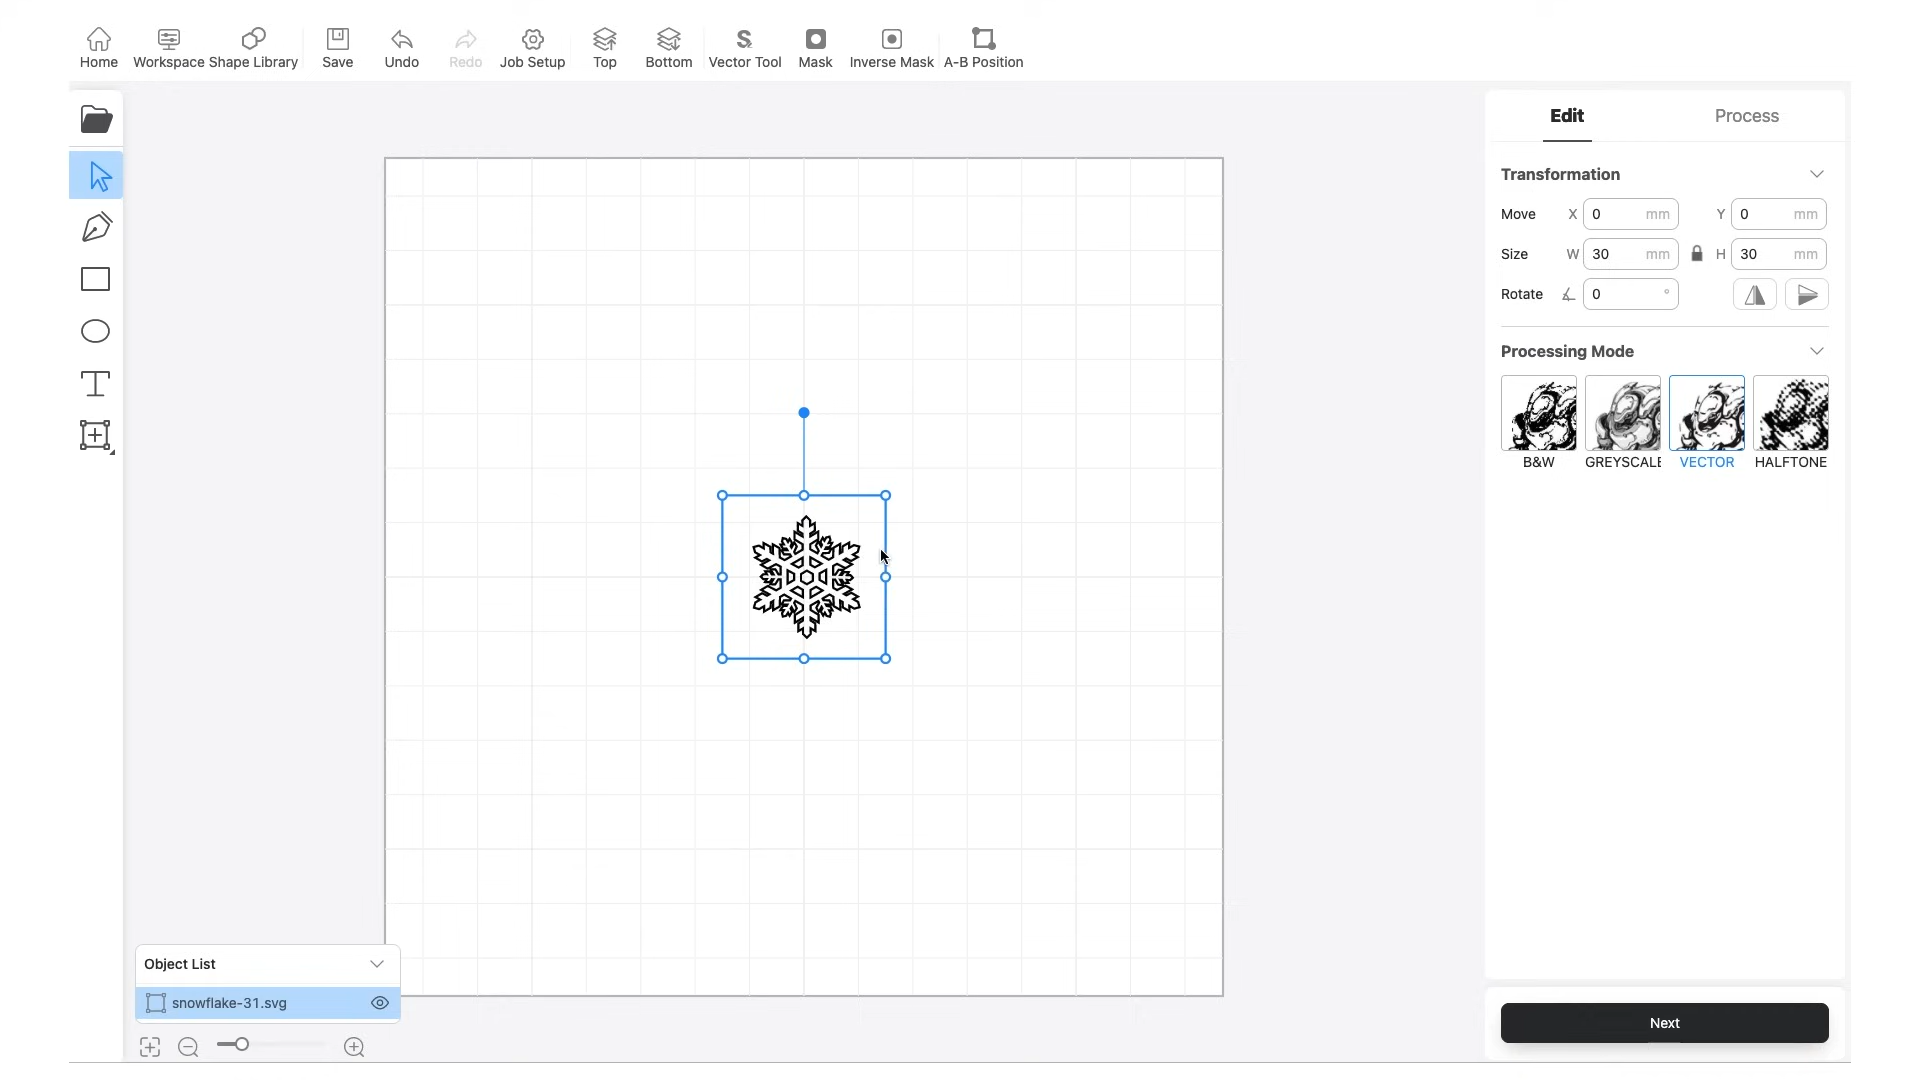 Home Workspace Shape Library Save Undo Redo Job Setup Top Bottom Vector Tool Mask Inverse Mask A-B Position
Edit Process
Transformation
Move X 0 mm Y 0 mm
Size W 30 mm H 30 mm
Rotate 0 °
Processing Mode
B&W GREYSCALE VECTOR HALFTONE
Object List
snowflake-31.svg
Next